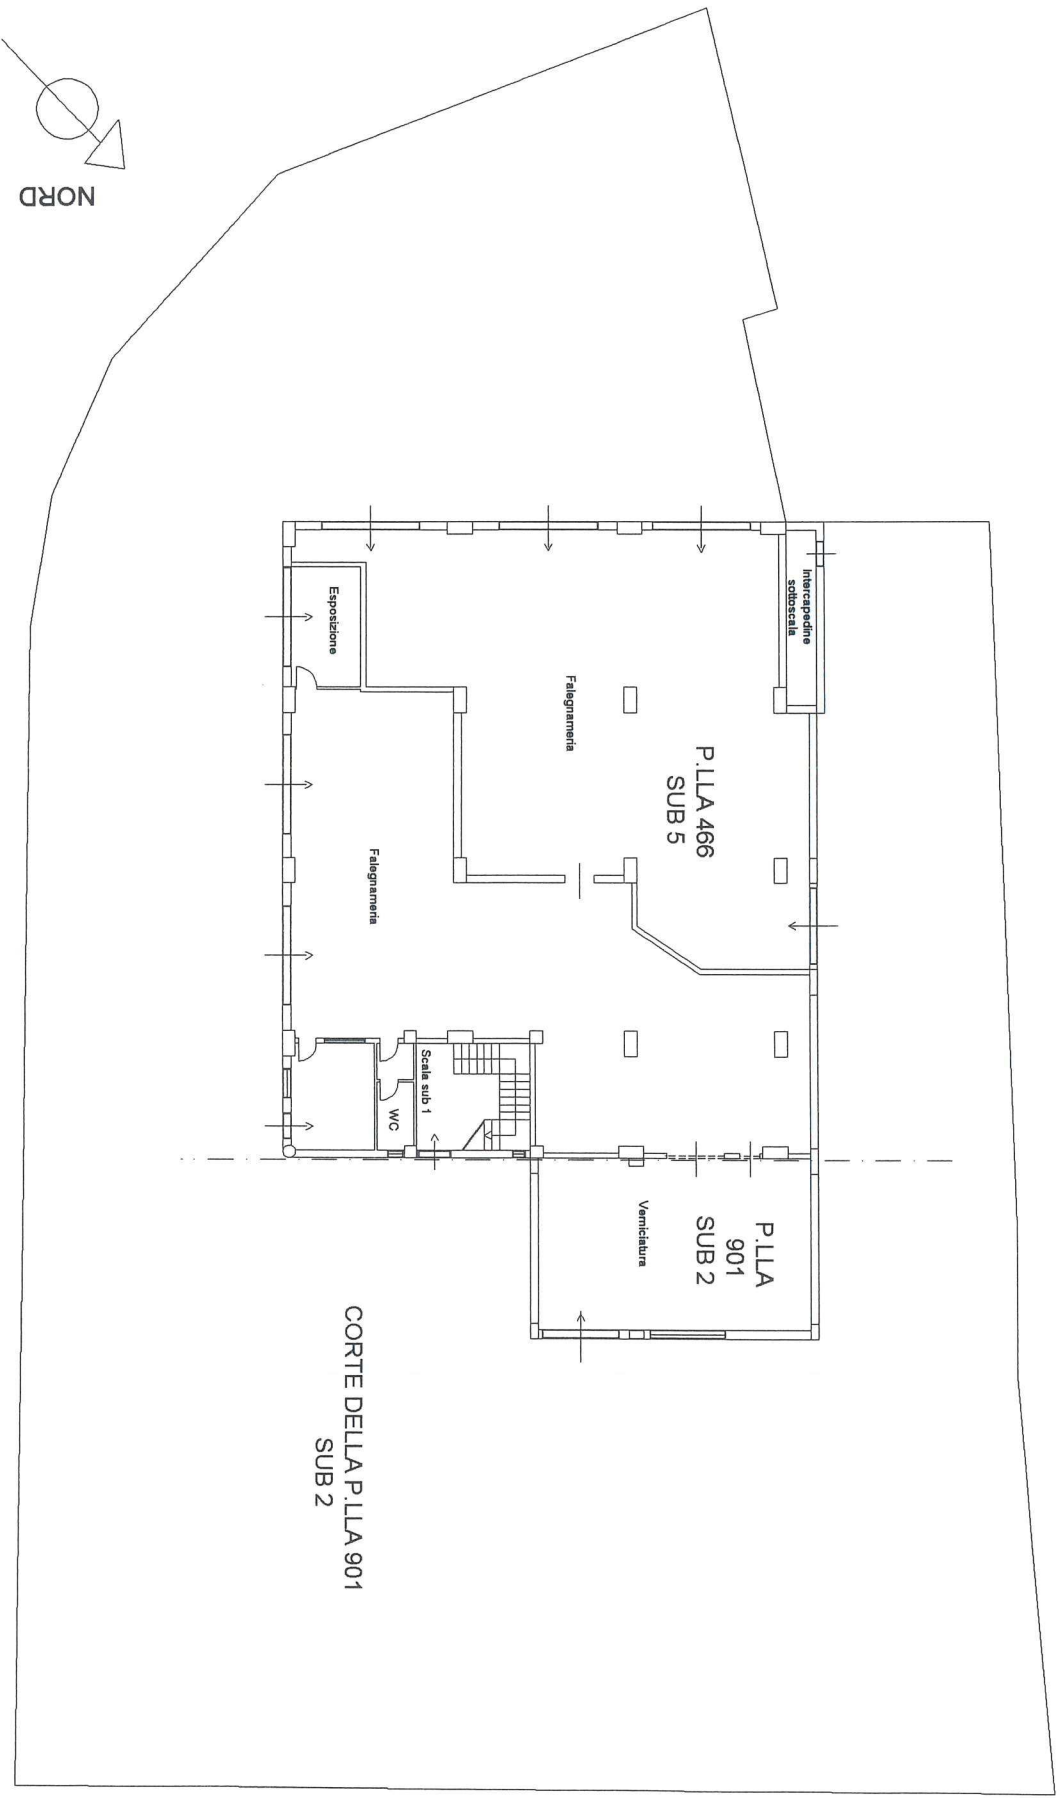 NORD
Intercapedine
sottoscala
Esposizione
Falegnameria
P.LLA 466
SUB 5
Falegnameria
Scala sub 1
WC
Verniciatura
P.LLA
901
SUB 2
CORTE DELLA P.LLA 901
SUB 2